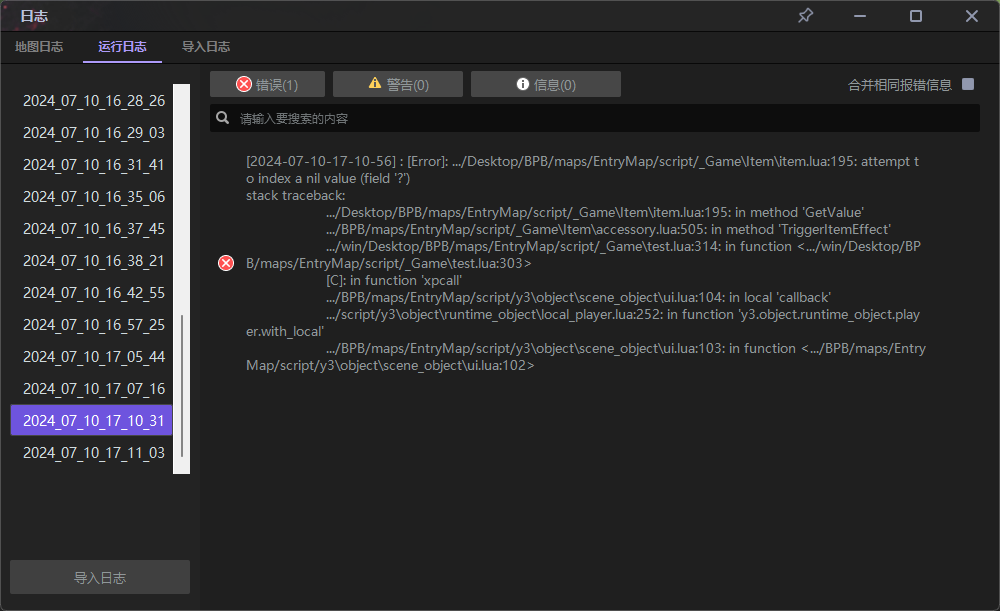 日志
地图日志
运行日志
导入日志
错误(1)
警告(0)
信息(0)
合并相同报错信息
请输入要搜索的内容
2024_07_10_16_28_26
2024_07_10_16_29_03
2024_07_10_16_31_41
2024_07_10_16_35_06
2024_07_10_16_37_45
2024_07_10_16_38_21
2024_07_10_16_42_55
2024_07_10_16_57_25
2024_07_10_17_05_44
2024_07_10_17_07_16
2024_07_10_17_10_31
2024_07_10_17_11_03
导入日志
[2024-07-10-17-10-56] : [Error]: .../Desktop/BPB/maps/EntryMap/script/_Game\Item\item.lua:195: attempt t
o index a nil value (field '?')
stack traceback:
.../Desktop/BPB/maps/EntryMap/script/_Game\Item\item.lua:195: in method 'GetValue'
.../BPB/maps/EntryMap/script/_Game\Item\accessory.lua:505: in method 'TriggerItemEffect'
.../win/Desktop/BPB/maps/EntryMap/script/_Game\test.lua:314: in function <.../win/Desktop/BP
B/maps/EntryMap/script/_Game\test.lua:303>
[C]: in function 'xpcall'
.../BPB/maps/EntryMap/script/y3\object\scene_object\ui.lua:104: in local 'callback'
.../script/y3\object\runtime_object\local_player.lua:252: in function 'y3.object.runtime_object.play
er.with_local'
.../BPB/maps/EntryMap/script/y3\object\scene_object\ui.lua:103: in function <.../BPB/maps/Entry
Map/script/y3\object\scene_object\ui.lua:102>